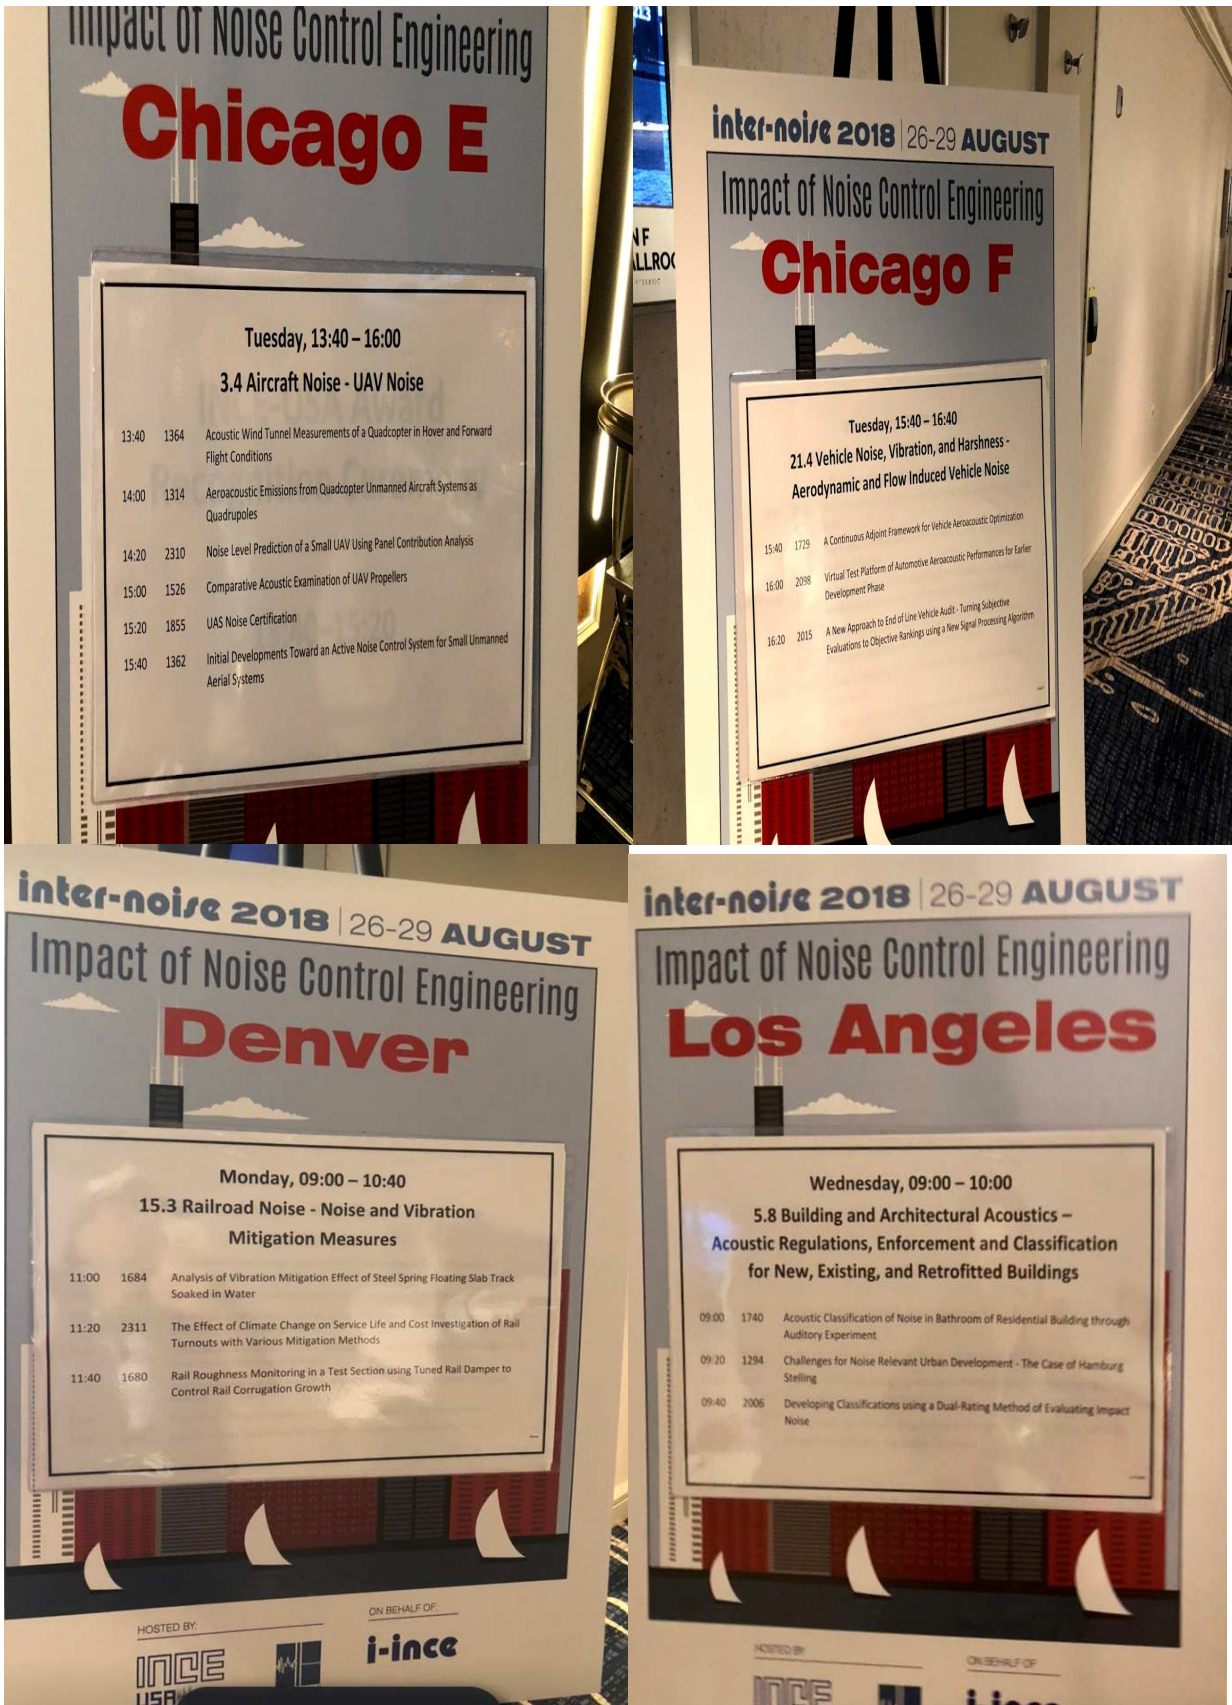 Impact of Noise Control Engineering
Chicago E
Tuesday, 13:40 – 16:00
3.4 Aircraft Noise - UAV Noise
13:40 1364 Acoustic Wind Tunnel Measurements of a Quadcopter in Hover and Forward
Flight Conditions
14:00 1314 Aeroacoustic Emissions from Quadcopter Unmanned Aircraft Systems as
Quadrupoles
14:20 2310 Noise Level Prediction of a Small UAV Using Panel Contribution Analysis
15:00 1526 Comparative Acoustic Examination of UAV Propellers
15:20 1855 UAS Noise Certification
15:40 1362 Initial Developments Toward an Active Noise Control System for Small Unmanned
Aerial Systems
inter-noise 2018 | 26-29 AUGUST
Impact of Noise Control Engineering
Chicago F
Tuesday, 15:40 – 16:40
21.4 Vehicle Noise, Vibration, and Harshness -
Aerodynamic and Flow Induced Vehicle Noise
15:40 1729 A Continuous Adjoint Framework for Vehicle Aeroacoustic Optimization
16:00 2098 Virtual Test Platform of Automotive Aeroacoustic Performances for Earlier
Development Phase
16:20 2015 A New Approach to End of Line Vehicle Audit - Turning Subjective
Evaluations to Objective Rankings using a New Signal Processing Algorithm
inter-noise 2018 | 26-29 AUGUST
Impact of Noise Control Engineering
Denver
Monday, 09:00 – 10:40
15.3 Railroad Noise - Noise and Vibration
Mitigation Measures
11:00 1684 Analysis of Vibration Mitigation Effect of Steel Spring Floating Slab Track
Soaked in Water
11:20 2311 The Effect of Climate Change on Service Life and Cost Investigation of Rail
Turnouts with Various Mitigation Methods
11:40 1680 Rail Roughness Monitoring in a Test Section using Tuned Rail Damper to
Control Rail Corrugation Growth
HOSTED BY:
INCE
USA
ON BEHALF OF:
i-ince
inter-noise 2018 | 26-29 AUGUST
Impact of Noise Control Engineering
Los Angeles
Wednesday, 09:00 – 10:00
5.8 Building and Architectural Acoustics –
Acoustic Regulations, Enforcement and Classification
for New, Existing, and Retrofitted Buildings
09:00 1740 Acoustic Classification of Noise in Bathroom of Residential Building through
Auditory Experiment
09:20 1294 Challenges for Noise Relevant Urban Development - The Case of Hamburg
Stelling
09:40 2006 Developing Classifications using a Dual-Rating Method of Evaluating Impact
Noise
HOSTED BY
INCE
ON BEHALF OF
i-ince